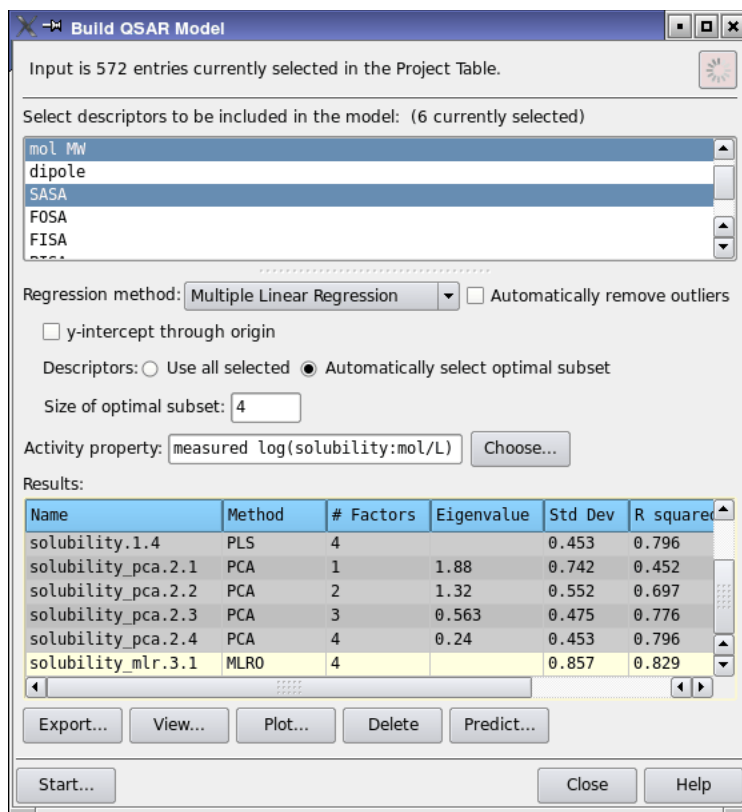 Build QSAR Model
Input is 572 entries currently selected in the Project Table.
Select descriptors to be included in the model: (6 currently selected)
mol MW
dipole
SASA
FOSA
FISA
Regression method: Multiple Linear Regression Automatically remove outliers
y-intercept through origin
Descriptors: Use all selected Automatically select optimal subset
Size of optimal subset: 4
Activity property: measured log(solubility:mol/L) Choose...
Results:
Name Method # Factors Eigenvalue Std Dev R squared
solubility.1.4 PLS 4 0.453 0.796
solubility_pca.2.1 PCA 1 1.88 0.742 0.452
solubility_pca.2.2 PCA 2 1.32 0.552 0.697
solubility_pca.2.3 PCA 3 0.563 0.475 0.776
solubility_pca.2.4 PCA 4 0.24 0.453 0.796
solubility_mlr.3.1 MLRO 4 0.857 0.829
Export... View... Plot... Delete Predict...
Start... Close Help